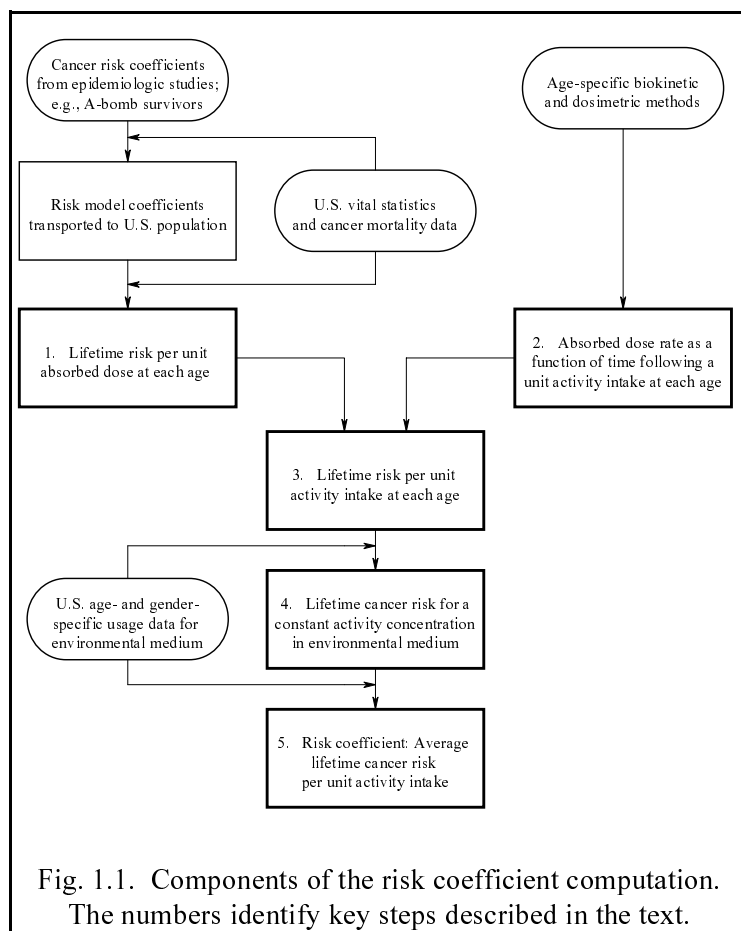 Cancer risk coefficients
from epidemiologic studies;
e.g., A-bomb survivors
Age-specific biokinetic
and dosimetric methods
Risk model coefficients
transported to U.S. population
U.S. vital statistics
and cancer mortality data
1. Lifetime risk per unit
absorbed dose at each age
2. Absorbed dose rate as a
function of time following a
unit activity intake at each age
3. Lifetime risk per unit
activity intake at each age
U.S. age- and gender-
specific usage data for
environmental medium
4. Lifetime cancer risk for a
constant activity concentration
in environmental medium
5. Risk coefficient: Average
lifetime cancer risk
per unit activity intake
Fig. 1.1. Components of the risk coefficient computation.
The numbers identify key steps described in the text.